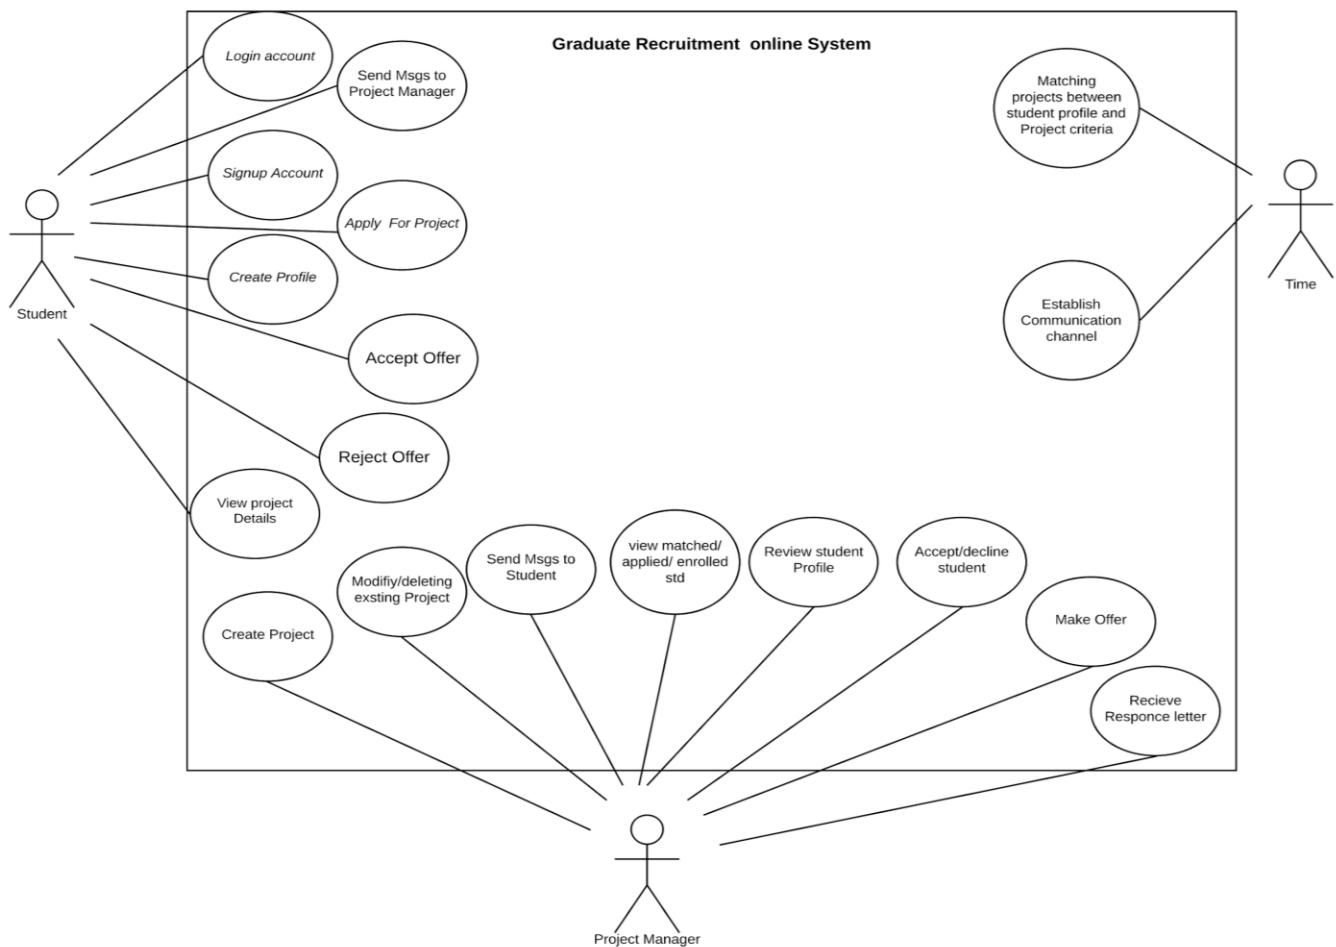 Graduate Recruitment online System
Login account
Send Msgs to
Project Manager
Signup Account
Apply For Project
Create Profile
Student
Accept Offer
Reject Offer
View project
Details
Matching
projects between
student profile and
Project criteria
Time
Establish
Communication
channel
Create Project
Modifiy/deleting
exsting Project
Send Msgs to
Student
view matched/
applied/ enrolled
std
Review student
Profile
Accept/decline
student
Make Offer
Recieve
Responce letter
Project Manager